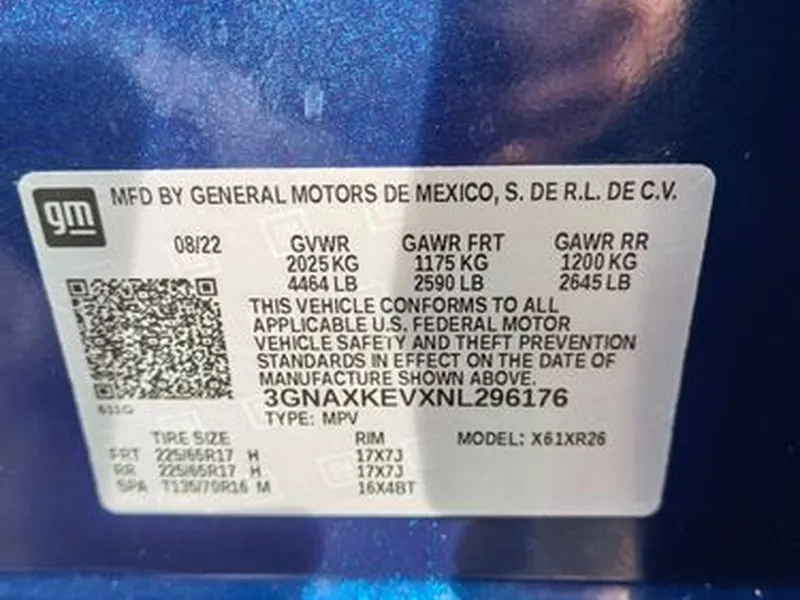 gm
MFD BY GENERAL MOTORS DE MEXICO, S. DE R.L. DE C.V.
08/22 GVWR GAWR FRT GAWR RR
2025 KG 1175 KG 1200 KG
4464 LB 2590 LB 2645 LB
THIS VEHICLE CONFORMS TO ALL
APPLICABLE U.S. FEDERAL MOTOR
VEHICLE SAFETY AND THEFT PREVENTION
STANDARDS IN EFFECT ON THE DATE OF
MANUFACTURE SHOWN ABOVE.
3GNAXKEVXNL296176
TYPE: MPV
TIRE SIZE RIM MODEL: X61XR26
FRT 225/65R17 H 17X7J
RR 225/65R17 H 17X7J
SPA T135/70R16 M 16X4BT